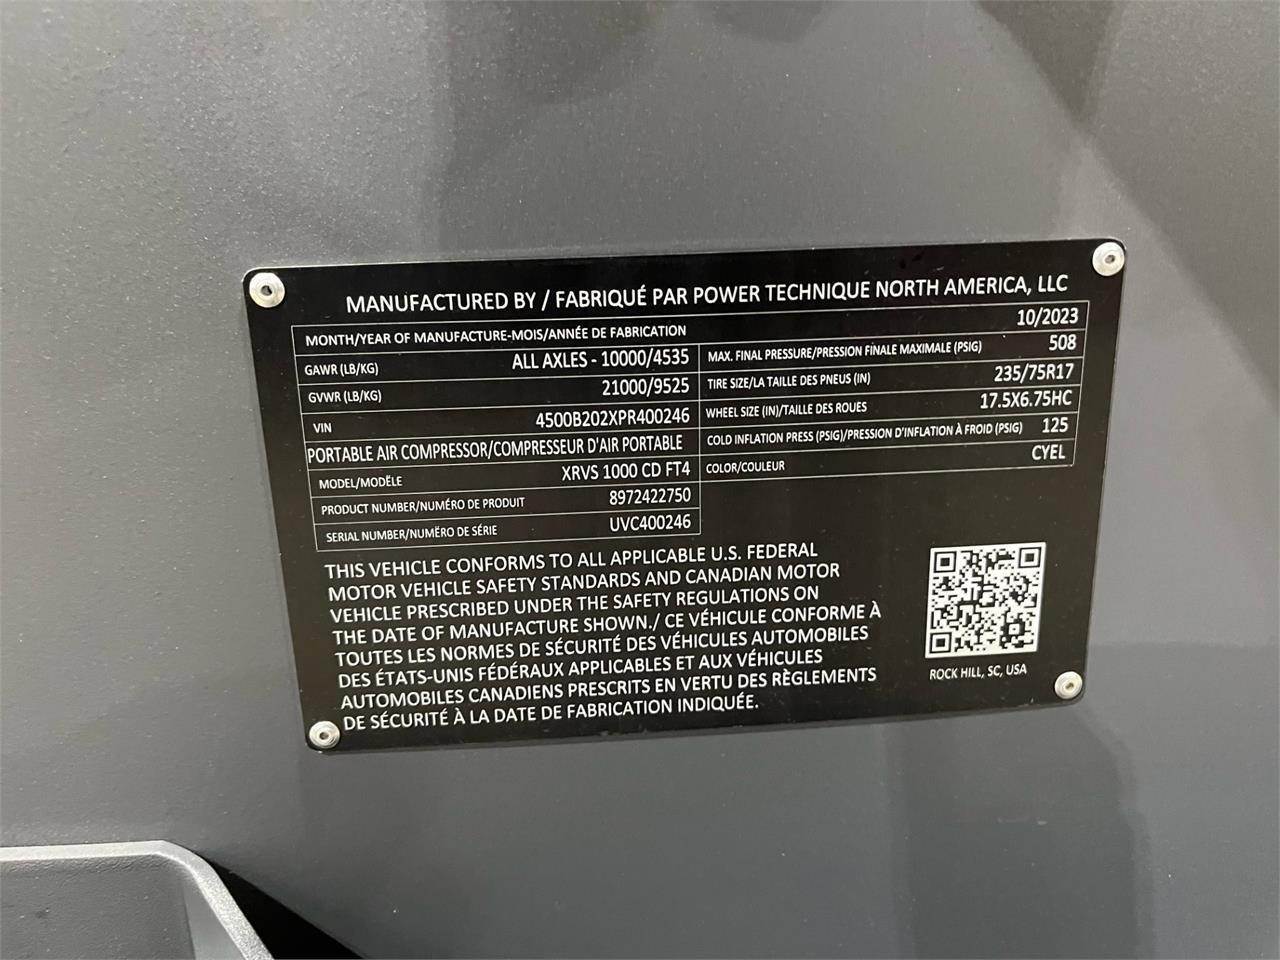 MANUFACTURED BY / FABRIQUÉ PAR POWER TECHNIQUE NORTH AMERICA, LLC
MONTH/YEAR OF MANUFACTURE-MOIS/ANNÉE DE FABRICATION 10/2023
GAWR (LB/KG) ALL AXLES - 10000/4535
GVWR (LB/KG) 21000/9525
VIN 4500B202XPR400246
PORTABLE AIR COMPRESSOR/COMPRESSEUR D'AIR PORTABLE
MODEL/MODÈLE XRVS 1000 CD FT4
PRODUCT NUMBER/NUMÉRO DE PRODUIT 8972422750
SERIAL NUMBER/NUMÉRO DE SÉRIE UVC400246
MAX. FINAL PRESSURE/PRESSION FINALE MAXIMALE (PSIG) 508
TIRE SIZE/LA TAILLE DES PNEUS (IN) 235/75R17
WHEEL SIZE (IN)/TAILLE DES ROUES 17.5X6.75HC
COLD INFLATION PRESS (PSIG)/PRESSION D'INFLATION À FROID (PSIG) 125
COLOR/COULEUR CYEL
THIS VEHICLE CONFORMS TO ALL APPLICABLE U.S. FEDERAL
MOTOR VEHICLE SAFETY STANDARDS AND CANADIAN MOTOR
VEHICLE PRESCRIBED UNDER THE SAFETY REGULATIONS ON
THE DATE OF MANUFACTURE SHOWN./ CE VÉHICULE CONFORME À
TOUTES LES NORMES DE SÉCURITÉ DES VÉHICULES AUTOMOBILES
DES ÉTATS-UNIS FÉDÉRAUX APPLICABLES ET AUX VÉHICULES
AUTOMOBILES CANADIENS PRESCRITS EN VERTU DES RÈGLEMENTS
DE SÉCURITÉ À LA DATE DE FABRICATION INDIQUÉE.
ROCK HILL, SC, USA